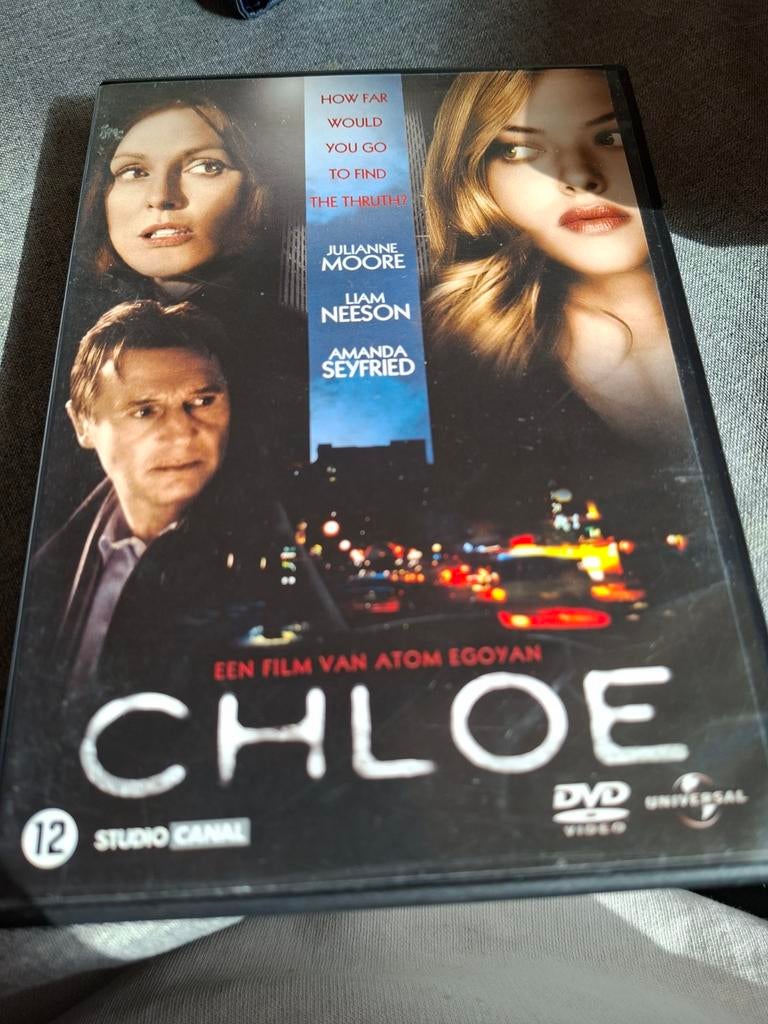 HOW FAR
WOULD
YOU GO
TO FIND
THE THRUTH?
JULIANNE
MOORE
LIAM
NEESON
AMANDA
SEYFRIED
EEN FILM VAN ATOM EGOYAN
CHLOE
12
STUDIO CANAL
DVD
VIDEO
UNIVERSAL